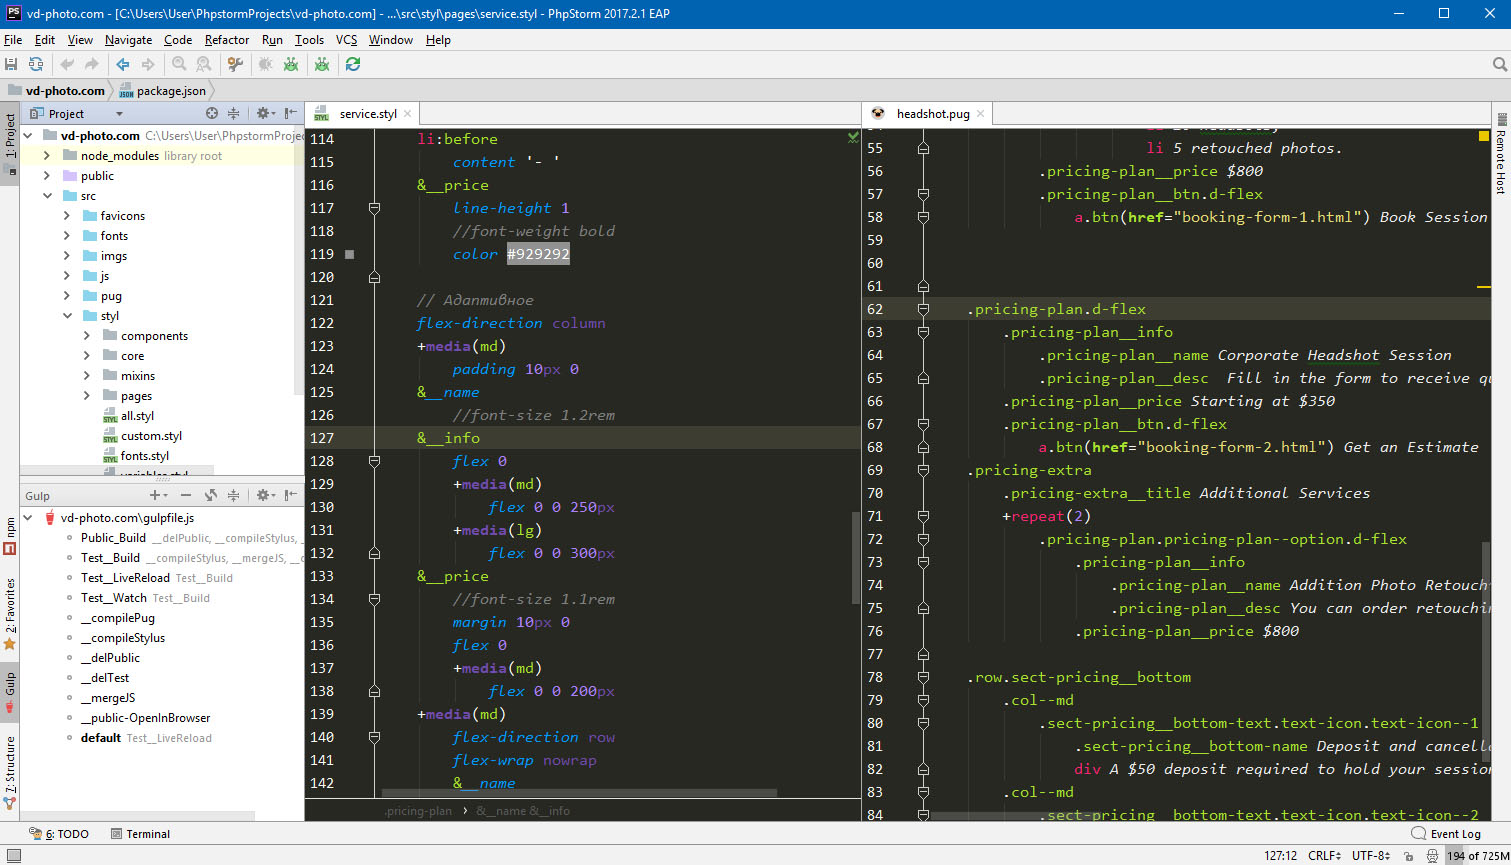 vd-photo.com - [C:\Users\User\PhpstormProjects\vd-photo.com] - ...\src\styl\pages\service.styl - PhpStorm 2017.2.1 EAP
File Edit View Navigate Code Refactor Run Tools VCS Window Help
vd-photo.com package.json
1: Project
npm
2: Favorites
Gulp
7: Structure
Project
vd-photo.com C:\Users\User\PhpstormProjec
node_modules library root
public
src
favicons
fonts
imgs
js
pug
styl
components
core
mixins
pages
all.styl
custom.styl
fonts.styl
variables.styl
Gulp
vd-photo.com\gulpfile.js
Public_Build __delPublic, __compileStylus, _
Test__Build __compileStylus, __mergeJS, __c
Test__LiveReload Test__Build
Test__Watch Test__Build
__compilePug
__compileStylus
__delPublic
__delTest
__mergeJS
__public-OpenInBrowser
default Test__LiveReload
service.styl
114 li:before
115 content '- '
116 &__price
117 line-height 1
118 //font-weight bold
119 color #929292
120
121 // Адаптивное
122 flex-direction column
123 +media(md)
124 padding 10px 0
125 &__name
126 //font-size 1.2rem
127 &__info
128 flex 0
129 +media(md)
130 flex 0 0 250px
131 +media(lg)
132 flex 0 0 300px
133 &__price
134 //font-size 1.1rem
135 margin 10px 0
136 flex 0
137 +media(md)
138 flex 0 0 200px
139 +media(md)
140 flex-direction row
141 flex-wrap nowrap
142 &__name
.pricing-plan › &__name &__info
headshot.pug
55 li 5 retouched photos.
56 .pricing-plan__price $800
57 .pricing-plan__btn.d-flex
58 a.btn(href="booking-form-1.html") Book Session
59
60
61
62 .pricing-plan.d-flex
63 .pricing-plan__info
64 .pricing-plan__name Corporate Headshot Session
65 .pricing-plan__desc Fill in the form to receive qu
66 .pricing-plan__price Starting at $350
67 .pricing-plan__btn.d-flex
68 a.btn(href="booking-form-2.html") Get an Estimate
69 .pricing-extra
70 .pricing-extra__title Additional Services
71 +repeat(2)
72 .pricing-plan.pricing-plan--option.d-flex
73 .pricing-plan__info
74 .pricing-plan__name Addition Photo Retouch
75 .pricing-plan__desc You can order retouchin
76 .pricing-plan__price $800
77
78 .row.sect-pricing__bottom
79 .col--md
80 .sect-pricing__bottom-text.text-icon.text-icon--1
81 .sect-pricing__bottom-name Deposit and cancella
82 div A $50 deposit required to hold your session
83 .col--md
84 .sect-pricing__bottom-text.text-icon.text-icon--2
Remote Host
6: TODO Terminal Event Log
127:12 CRLF UTF-8 194 of 725M